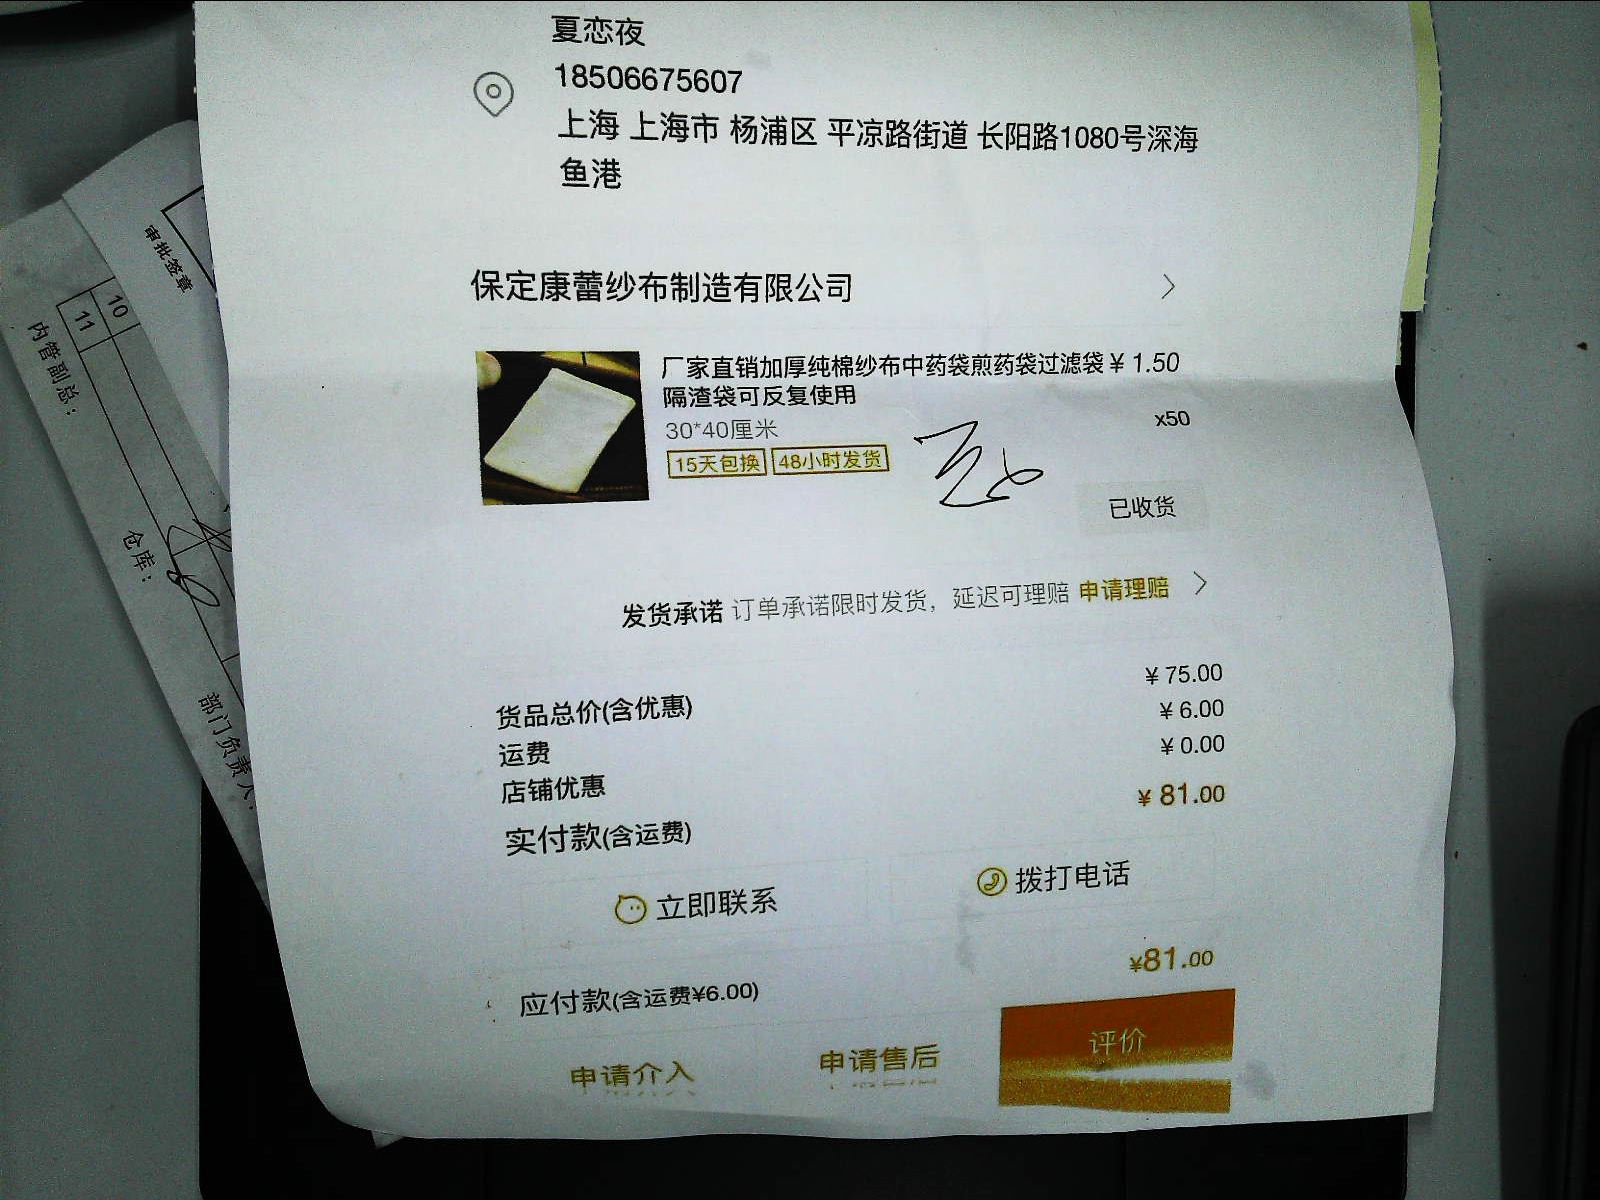 夏恋夜
18506675607
上海 上海市 杨浦区 平凉路街道 长阳路1080号深海
鱼港
保定康蕾纱布制造有限公司
厂家直销加厚纯棉纱布中药袋煎药袋过滤袋 ¥ 1.50
隔渣袋可反复使用
30*40厘米 x50
15天包换 48小时发货
已收货
发货承诺 订单承诺限时发货，延迟可理赔 申请理赔
货品总价(含优惠) ¥ 75.00
运费 ¥ 6.00
店铺优惠 ¥ 0.00
实付款(含运费) ¥ 81.00
立即联系 拨打电话
应付款(含运费¥6.00) ¥81.00
申请介入 申请售后 评价
审批签章
10
11
内管副总：
仓库：
部门负责人：